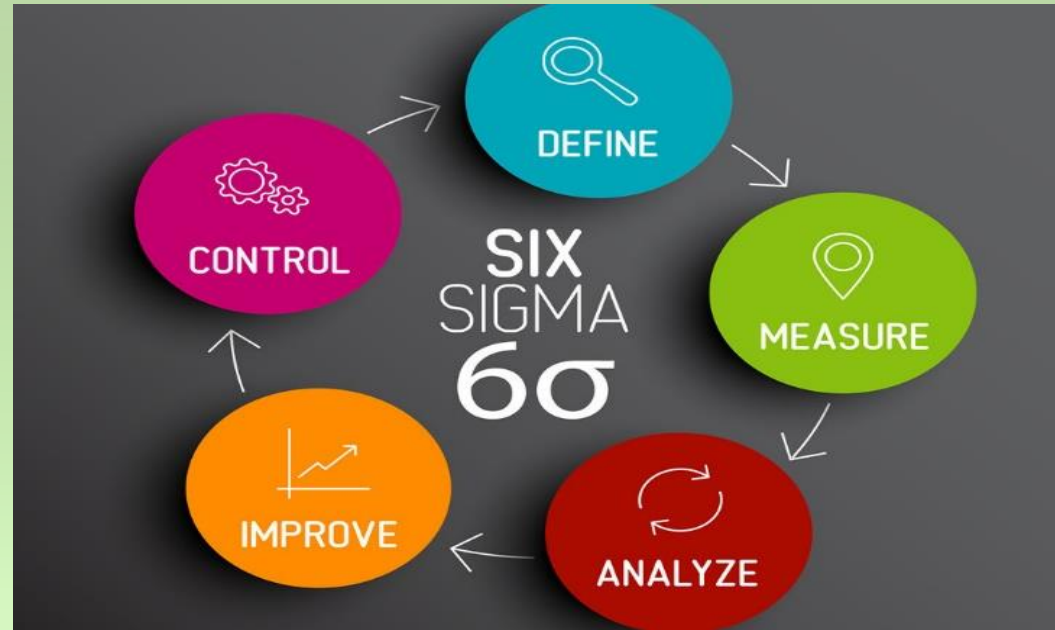 DEFINE
CONTROL
SIX
SIGMA
6σ
MEASURE
IMPROVE
ANALYZE